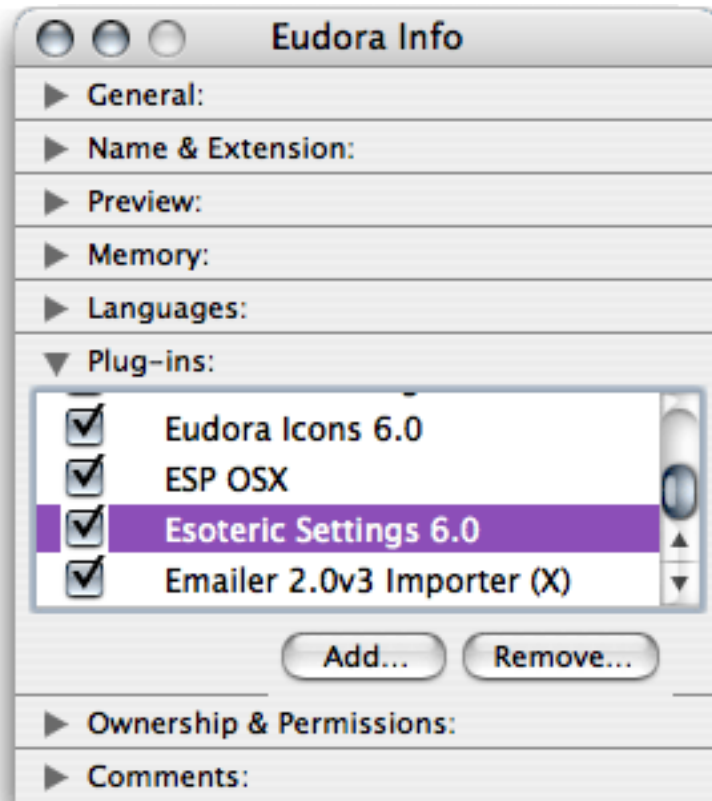 Eudora Info
General:
Name & Extension:
Preview:
Memory:
Languages:
Plug-ins:
Eudora Icons 6.0
ESP OSX
Esoteric Settings 6.0
Emailer 2.0v3 Importer (X)
Add... Remove...
Ownership & Permissions:
Comments: